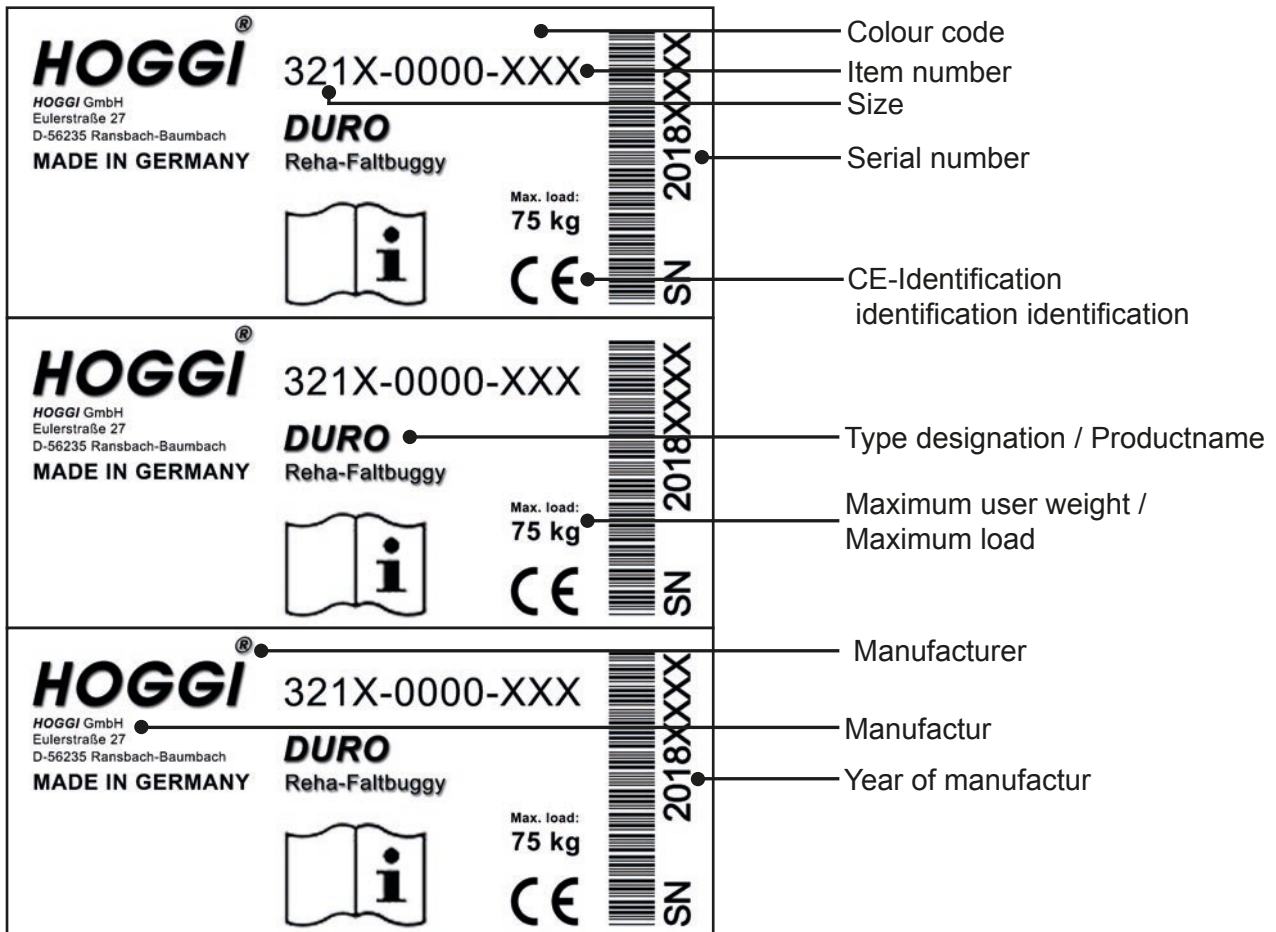 HOGGI®
HOGGI GmbH
Eulerstraße 27
D-56235 Ransbach-Baumbach
MADE IN GERMANY
321X-0000-XXX
DURO
Reha-Faltbuggy
Max. load:
75 kg
CE
SN 2018XXXX
Colour code
Item number
Size
Serial number
CE-Identification
identification identification
HOGGI®
HOGGI GmbH
Eulerstraße 27
D-56235 Ransbach-Baumbach
MADE IN GERMANY
321X-0000-XXX
DURO
Reha-Faltbuggy
Max. load:
75 kg
CE
SN 2018XXXX
Type designation / Productname
Maximum user weight /
Maximum load
HOGGI®
HOGGI GmbH
Eulerstraße 27
D-56235 Ransbach-Baumbach
MADE IN GERMANY
321X-0000-XXX
DURO
Reha-Faltbuggy
Max. load:
75 kg
CE
SN 2018XXXX
Manufacturer
Manufactur
Year of manufactur